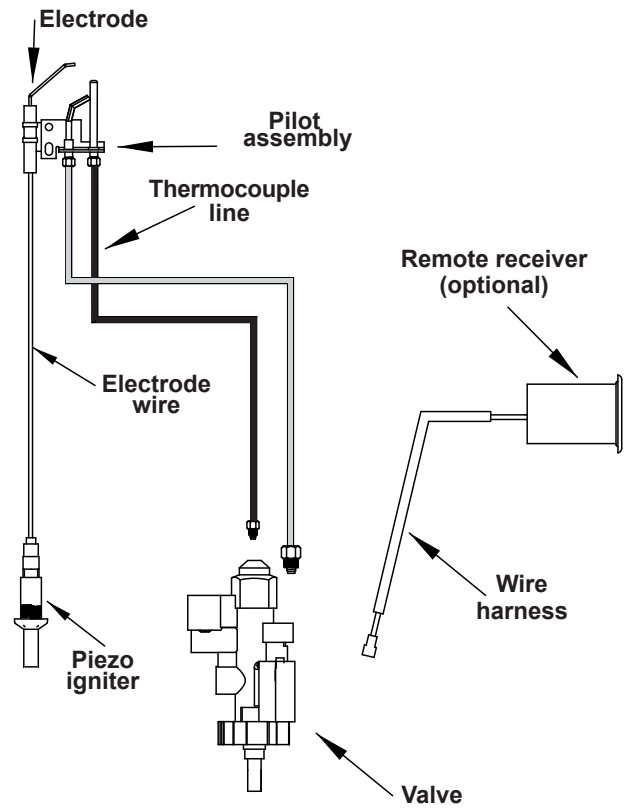 Electrode
Pilot
assembly
Thermocouple
line
Remote receiver
(optional)
Electrode
wire
Wire
harness
Piezo
igniter
Valve